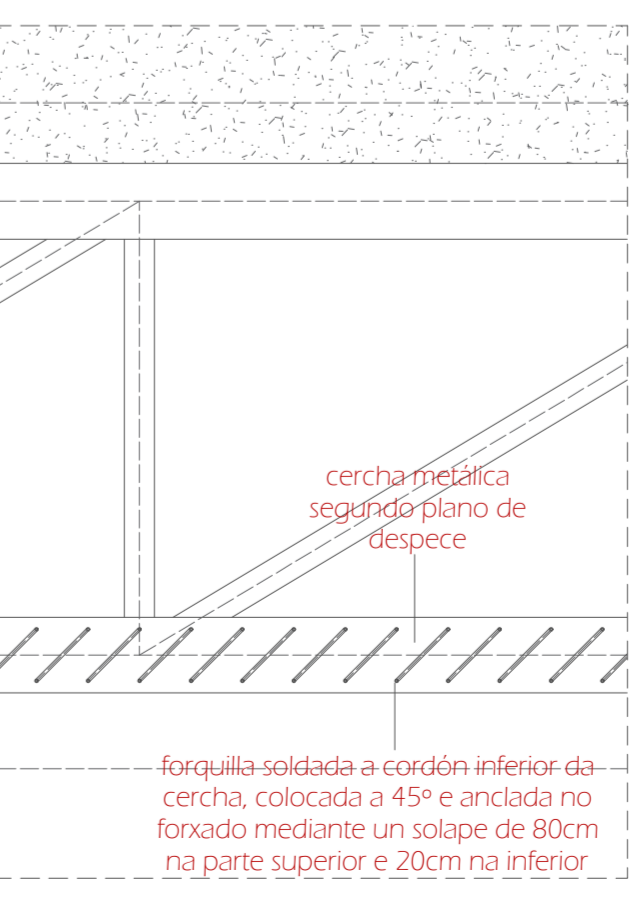 cercha metálica
segundo plano de
despece
forquilla soldada a cordón inferior da
cercha, colocada a 45º e anclada no
forxado mediante un solape de 80cm
na parte superior e 20cm na inferior